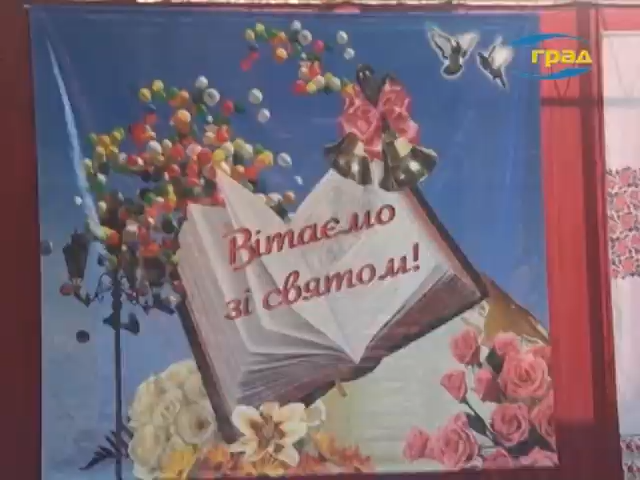 град
Вітаємо
зі святом!